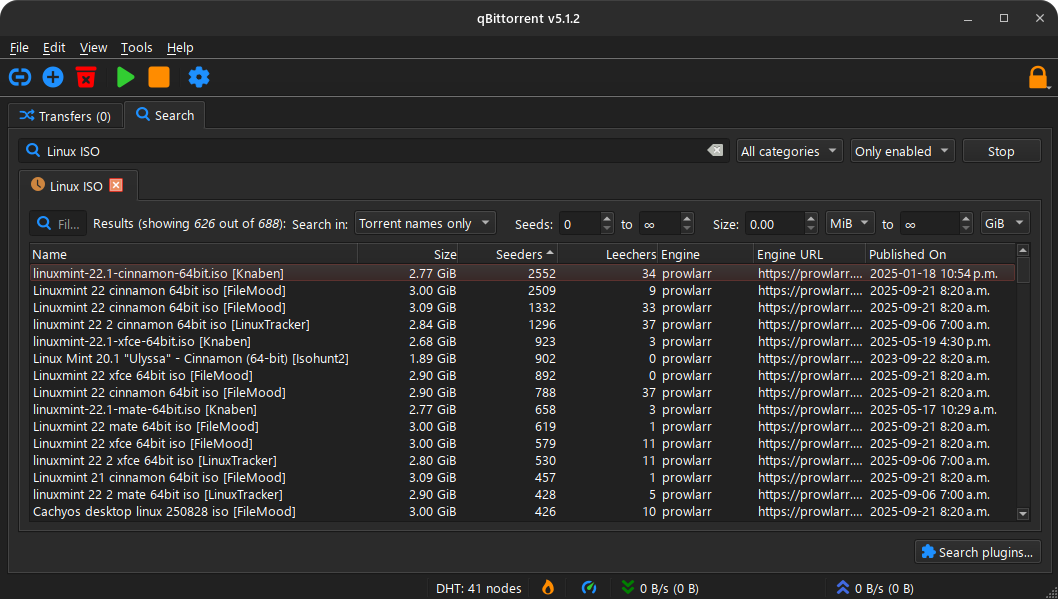 qBittorrent v5.1.2
File Edit View Tools Help
Transfers (0) Search
Linux ISO All categories Only enabled Stop
Linux ISO
Fil... Results (showing 626 out of 688): Search in: Torrent names only Seeds: 0 to ∞ Size: 0.00 MiB to ∞ GiB
Name Size Seeders Leechers Engine Engine URL Published On
linuxmint-22.1-cinnamon-64bit.iso [Knaben] 2.77 GiB 2552 34 prowlarr https://prowlarr.... 2025-01-18 10:54 p.m.
Linuxmint 22 cinnamon 64bit iso [FileMood] 3.00 GiB 2509 9 prowlarr https://prowlarr.... 2025-09-21 8:20 a.m.
Linuxmint 22 cinnamon 64bit iso [FileMood] 3.09 GiB 1332 33 prowlarr https://prowlarr.... 2025-09-21 8:20 a.m.
linuxmint 22 2 cinnamon 64bit iso [LinuxTracker] 2.84 GiB 1296 37 prowlarr https://prowlarr.... 2025-09-06 7:00 a.m.
linuxmint-22.1-xfce-64bit.iso [Knaben] 2.68 GiB 923 3 prowlarr https://prowlarr.... 2025-05-19 4:30 p.m.
Linux Mint 20.1 "Ulyssa" - Cinnamon (64-bit) [Isohunt2] 1.89 GiB 902 0 prowlarr https://prowlarr.... 2023-09-22 8:20 a.m.
Linuxmint 22 xfce 64bit iso [FileMood] 2.90 GiB 892 0 prowlarr https://prowlarr.... 2025-09-21 8:20 a.m.
Linuxmint 22 cinnamon 64bit iso [FileMood] 2.90 GiB 788 37 prowlarr https://prowlarr.... 2025-09-21 8:20 a.m.
linuxmint-22.1-mate-64bit.iso [Knaben] 2.77 GiB 658 3 prowlarr https://prowlarr.... 2025-05-17 10:29 a.m.
Linuxmint 22 mate 64bit iso [FileMood] 3.00 GiB 619 1 prowlarr https://prowlarr.... 2025-09-21 8:20 a.m.
Linuxmint 22 xfce 64bit iso [FileMood] 3.00 GiB 579 11 prowlarr https://prowlarr.... 2025-09-21 8:20 a.m.
linuxmint 22 2 xfce 64bit iso [LinuxTracker] 2.80 GiB 530 11 prowlarr https://prowlarr.... 2025-09-06 7:00 a.m.
Linuxmint 21 cinnamon 64bit iso [FileMood] 3.09 GiB 457 1 prowlarr https://prowlarr.... 2025-09-21 8:20 a.m.
linuxmint 22 2 mate 64bit iso [LinuxTracker] 2.90 GiB 428 5 prowlarr https://prowlarr.... 2025-09-06 7:00 a.m.
Cachyos desktop linux 250828 iso [FileMood] 3.00 GiB 426 10 prowlarr https://prowlarr.... 2025-09-21 8:20 a.m.
Search plugins...
DHT: 41 nodes 0 B/s (0 B) 0 B/s (0 B)